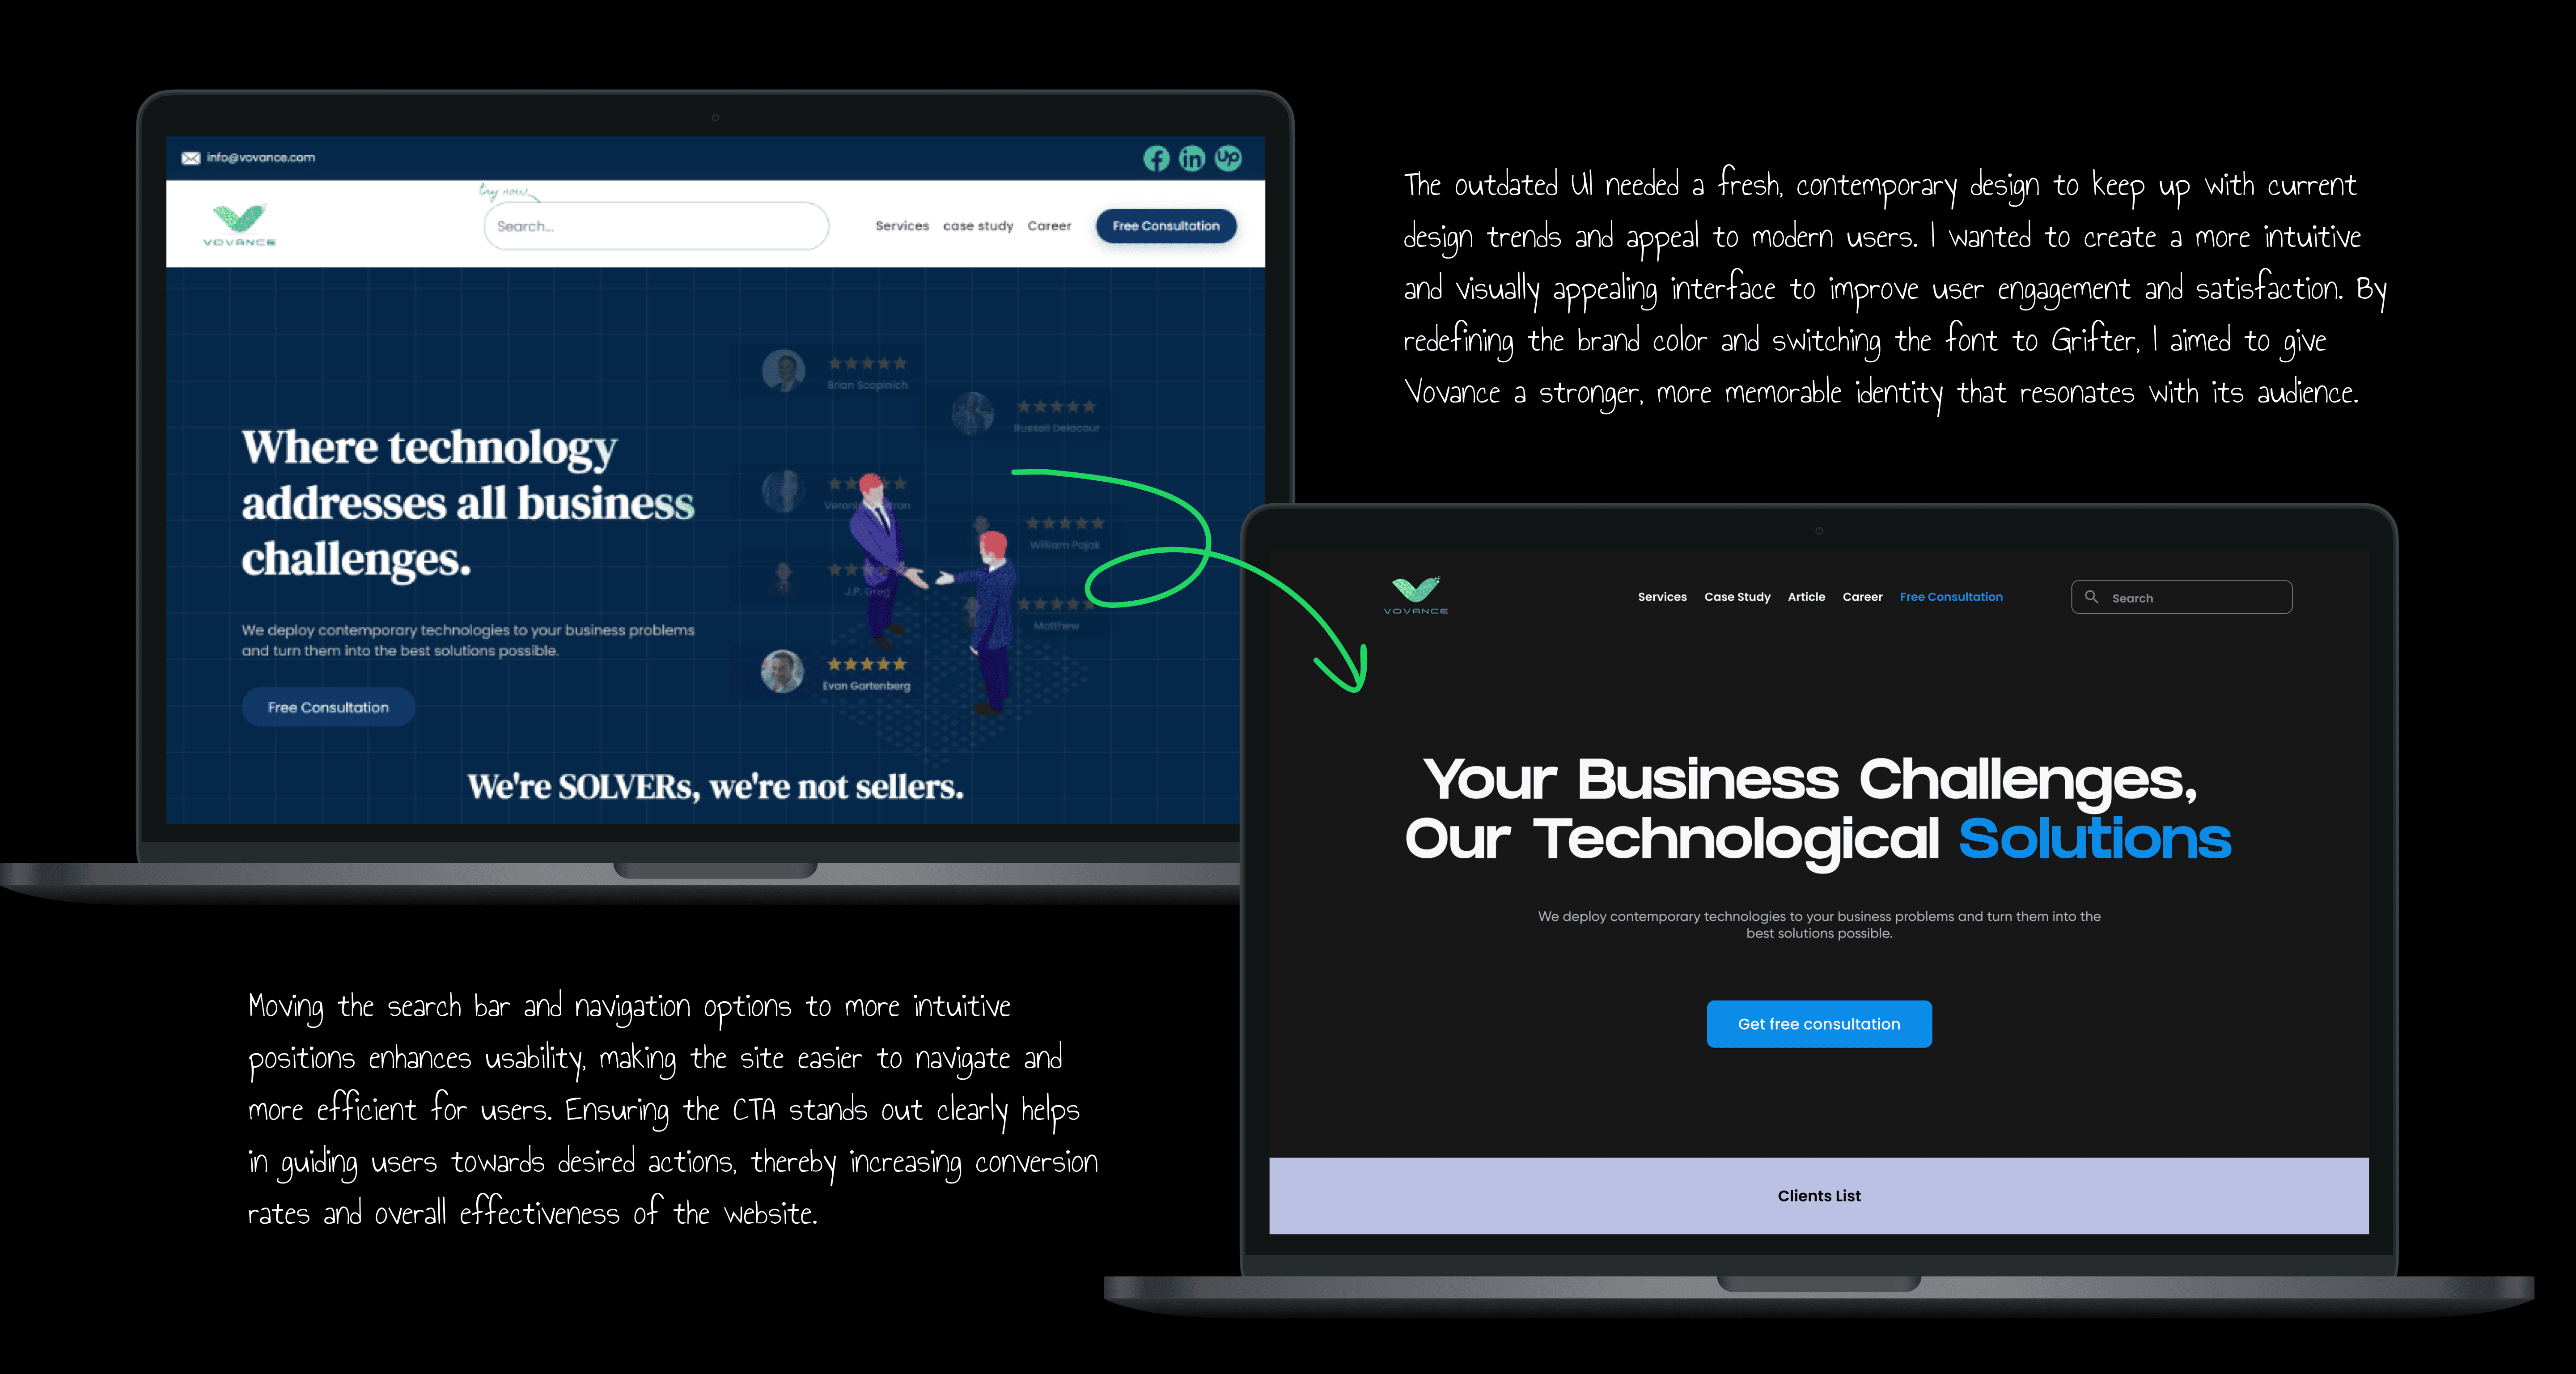 info@vovance.com
try now
VOVANCE
Search...
Services case study Career Free Consultation
Where technology
addresses all business
challenges.
We deploy contemporary technologies to your business problems
and turn them into the best solutions possible.
Free Consultation
Brian Scopinich
Russell Delacour
William Pajak
J.P. Greg
Matthew
Evan Gartenberg
We're SOLVERs, we're not sellers.
The outdated UI needed a fresh, contemporary design to keep up with current
design trends and appeal to modern users. I wanted to create a more intuitive
and visually appealing interface to improve user engagement and satisfaction. By
redefining the brand color and switching the font to Grifter, I aimed to give
Vovance a stronger, more memorable identity that resonates with its audience.
VOVANCE
Services Case Study Article Career Free Consultation
Search
Your Business Challenges,
Our Technological Solutions
We deploy contemporary technologies to your business problems and turn them into the
best solutions possible.
Get free consultation
Clients List
Moving the search bar and navigation options to more intuitive
positions enhances usability, making the site easier to navigate and
more efficient for users. Ensuring the CTA stands out clearly helps
in guiding users towards desired actions, thereby increasing conversion
rates and overall effectiveness of the website.